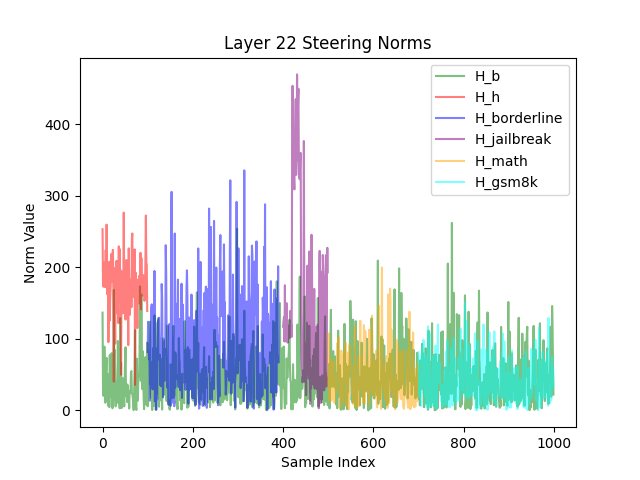 Layer 22 Steering Norms
H_b
H_h
H_borderline
H_jailbreak
H_math
H_gsm8k
400
300
200
100
0
Norm Value
0
200
400
600
800
1000
Sample Index